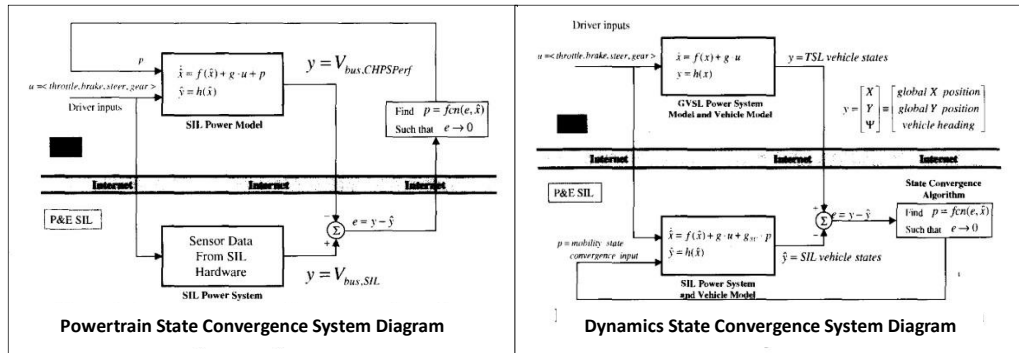 p
u=<throttle,brake,steer,gear>
Driver inputs
ẋ̂ = f(x̂) + g · u + p
ŷ = h(x̂)
SIL Power Model
y = V_bus,CHPSPerf
Find p = fcn(e, x̂)
Such that e → 0
Internet Internet Internet
P&E SIL
Sensor Data
From SIL
Hardware
SIL Power System
−
Σ
+
e = y − ŷ
y = V_bus,SIL
Powertrain State Convergence System Diagram
Driver inputs
u=<throttle,brake,steer,gear>
ẋ = f(x) + g · u
y = h(x)
GVSL Power System
Model and Vehicle Model
y = TSL vehicle states
y = [X Y Ψ] ≡ [global X position global Y position vehicle heading]
Internet Internet Internet
P&E SIL
State Convergence
Algorithm
Find p = fcn(e, x̂)
Such that e → 0
+
Σ
−
e = y − ŷ
p = mobility state
convergence input
ẋ̂ = f(x̂) + g · u + g_SC · p
ŷ = h(x̂)
ŷ = SIL vehicle states
SIL Power System
and Vehicle Model
Dynamics State Convergence System Diagram